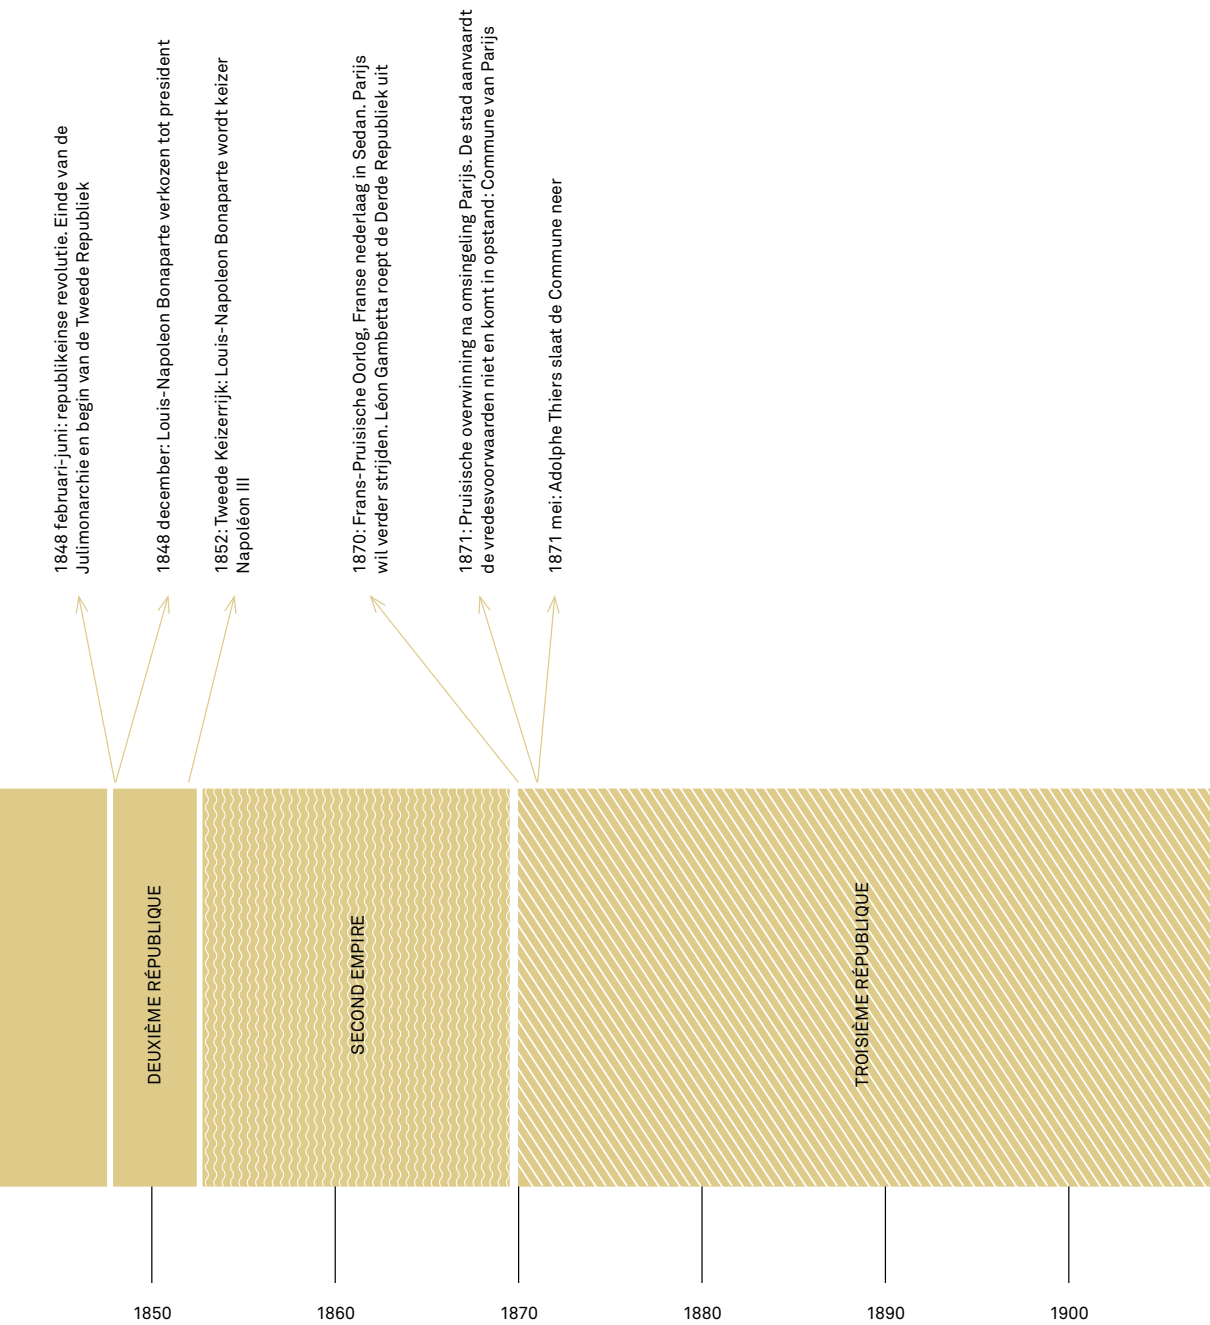 1848 februari-juni: republikeinse revolutie. Einde van de
Julimonarchie en begin van de Tweede Republiek
1848 december: Louis-Napoleon Bonaparte verkozen tot president
1852: Tweede Keizerrijk: Louis-Napoleon Bonaparte wordt keizer
Napoléon III
1870: Frans-Pruisische Oorlog, Franse nederlaag in Sedan. Parijs
wil verder strijden. Léon Gambetta roept de Derde Republiek uit
1871: Pruisische overwinning na omsingeling Parijs. De stad aanvaardt
de vredesvoorwaarden niet en komt in opstand: Commune van Parijs
1871 mei: Adolphe Thiers slaat de Commune neer
DEUXIÈME RÉPUBLIQUE
SECOND EMPIRE
TROISIÈME RÉPUBLIQUE
1850
1860
1870
1880
1890
1900